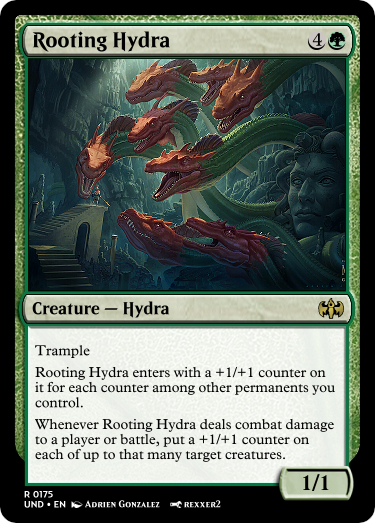 Rooting Hydra 4
Creature — Hydra
Trample
Rooting Hydra enters with a +1/+1 counter on
it for each counter among other permanents you
control.
Whenever Rooting Hydra deals combat damage
to a player or battle, put a +1/+1 counter on
each of up to that many target creatures.
1/1
R 0175
UND • EN Adrien Gonzalez rexxer2